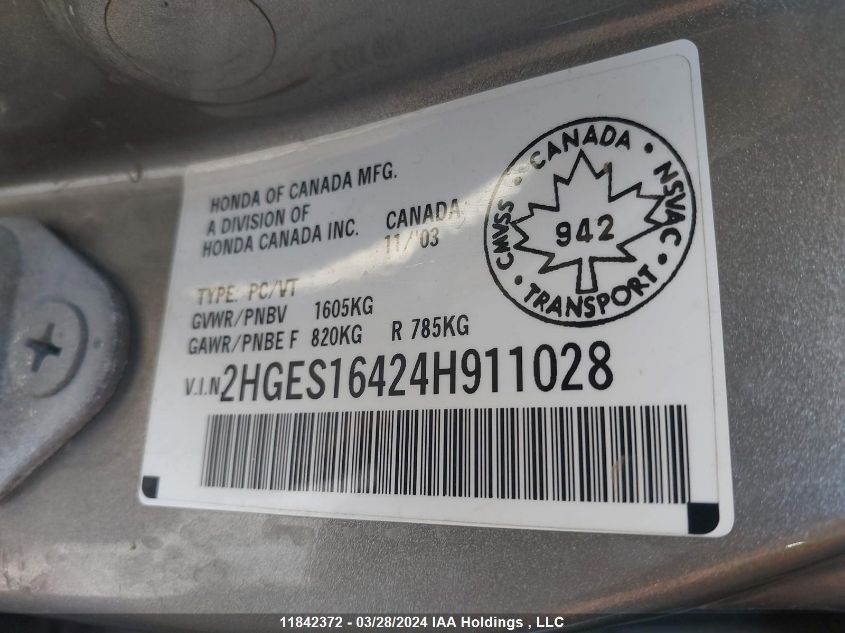 HONDA OF CANADA MFG.
A DIVISION OF
HONDA CANADA INC.
CANADA
11/'03
CMVSS • CANADA • NSVAC • TRANSPORT •
942
TYPE: PC/VT
GVWR/PNBV 1605KG
GAWR/PNBE F 820KG R 785KG
V.I.N 2HGES16424H911028
11842372 - 03/28/2024 IAA Holdings , LLC